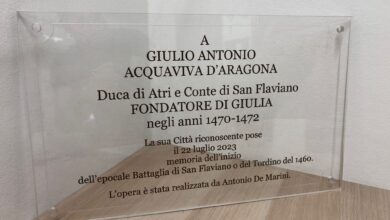 A
GIULIO ANTONIO
ACQUAVIVA D'ARAGONA
Duca di Atri e Conte di San Flaviano
FONDATORE DI GIULIA
negli anni 1470-1472
La sua Città riconoscente pose
il 22 luglio 2023
memoria dell'inizio
dell'epocale Battaglia di San Flaviano o del Tordino del 1460.
L'opera è stata realizzata da Antonio De Marini.